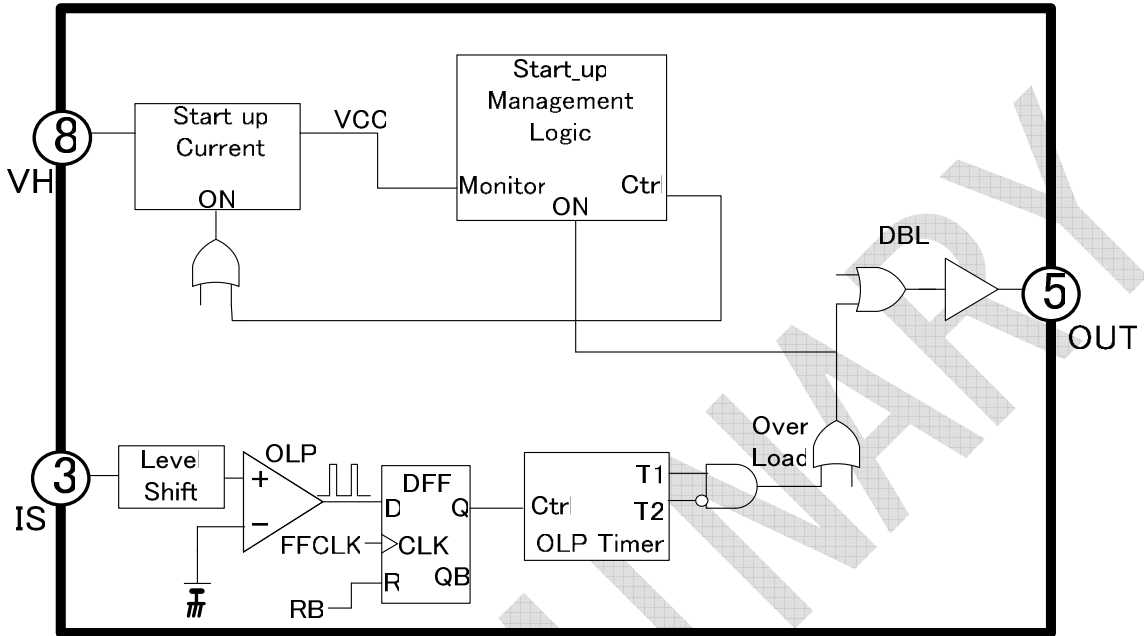 Start up
Current
ON
8
VH
VCC
Start_up
Management
Logic
Monitor
Ctrl
ON
DBL
5
OUT
3
IS
Level
Shift
OLP
+
−
DFF
D
Q
FFCLK
CLK
R
QB
RB
Ctrl
T1
T2
OLP Timer
Over
Load
INARY